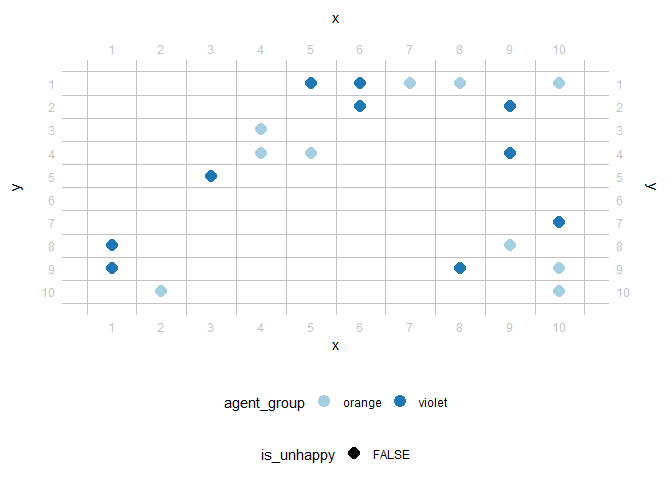 x
1 2 3 4 5 6 7 8 9 10
1 1
2 2
3 3
4 4
5 5
y 6 6 y
7 7
8 8
9 9
10 10
1 2 3 4 5 6 7 8 9 10
x
agent_group orange violet
is_unhappy FALSE